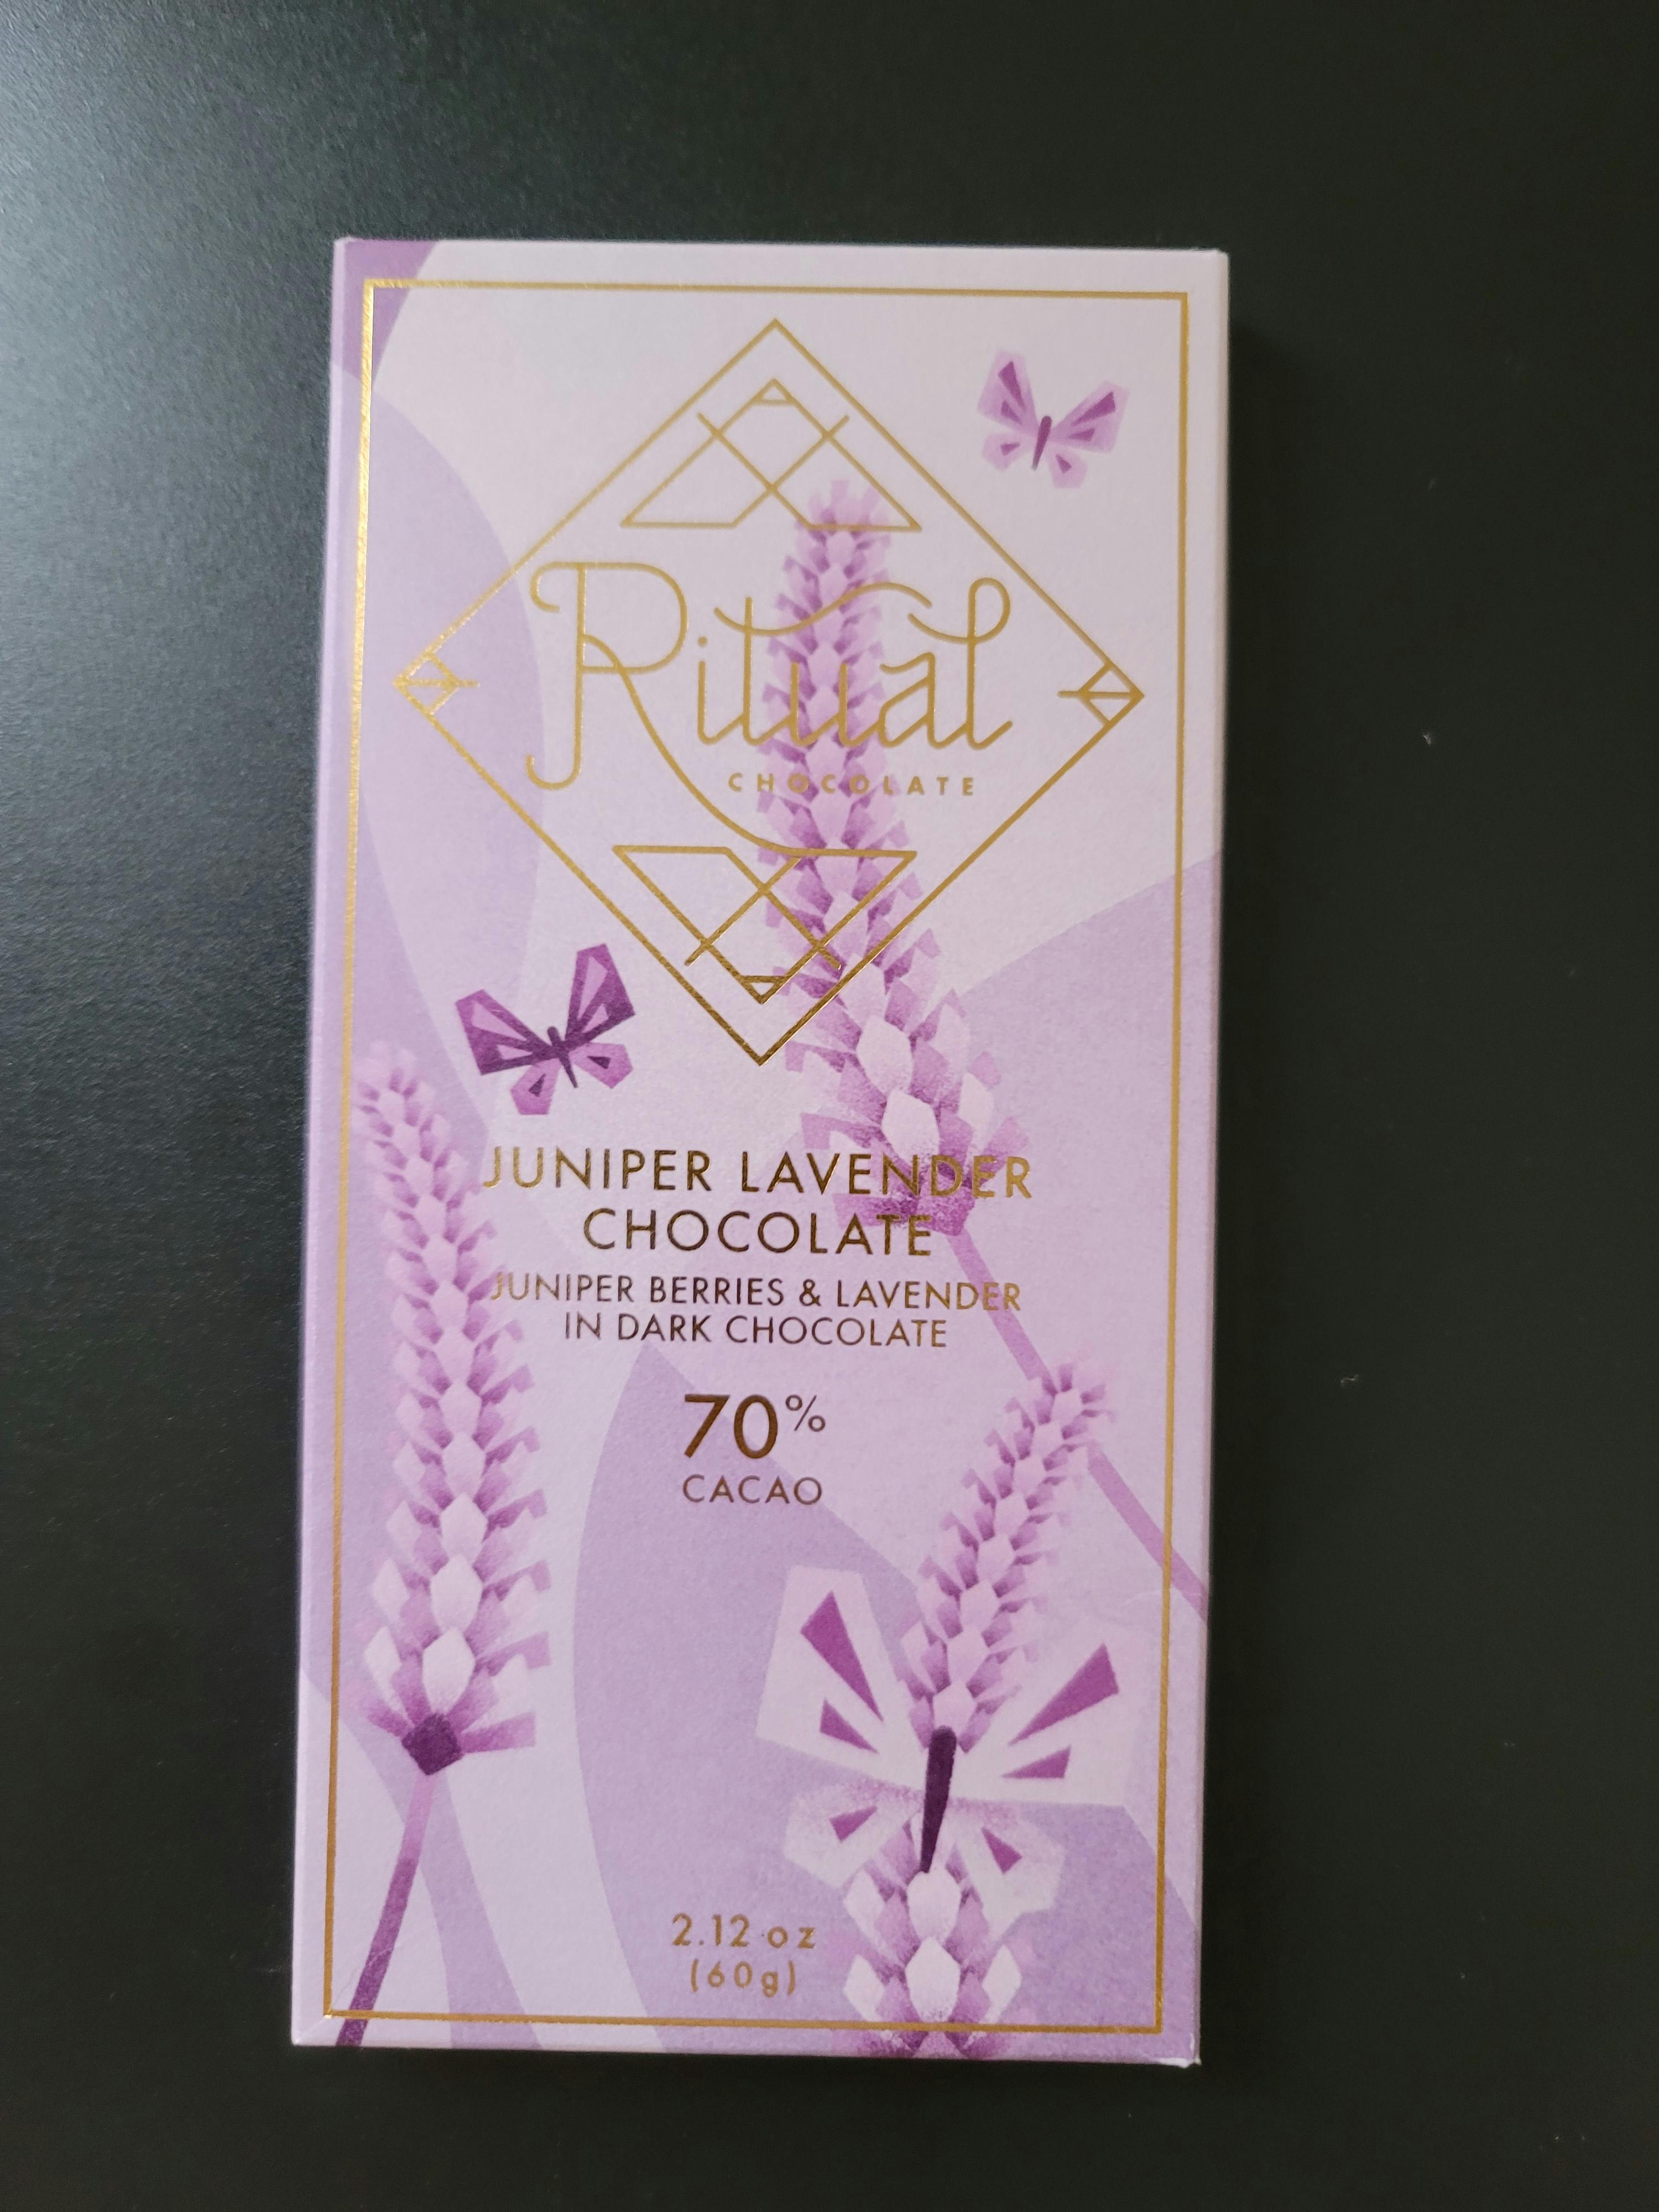 Ritual
CHOCOLATE
JUNIPER LAVENDER
CHOCOLATE
JUNIPER BERRIES & LAVENDER
IN DARK CHOCOLATE
70%
CACAO
2.12 oz
(60g)